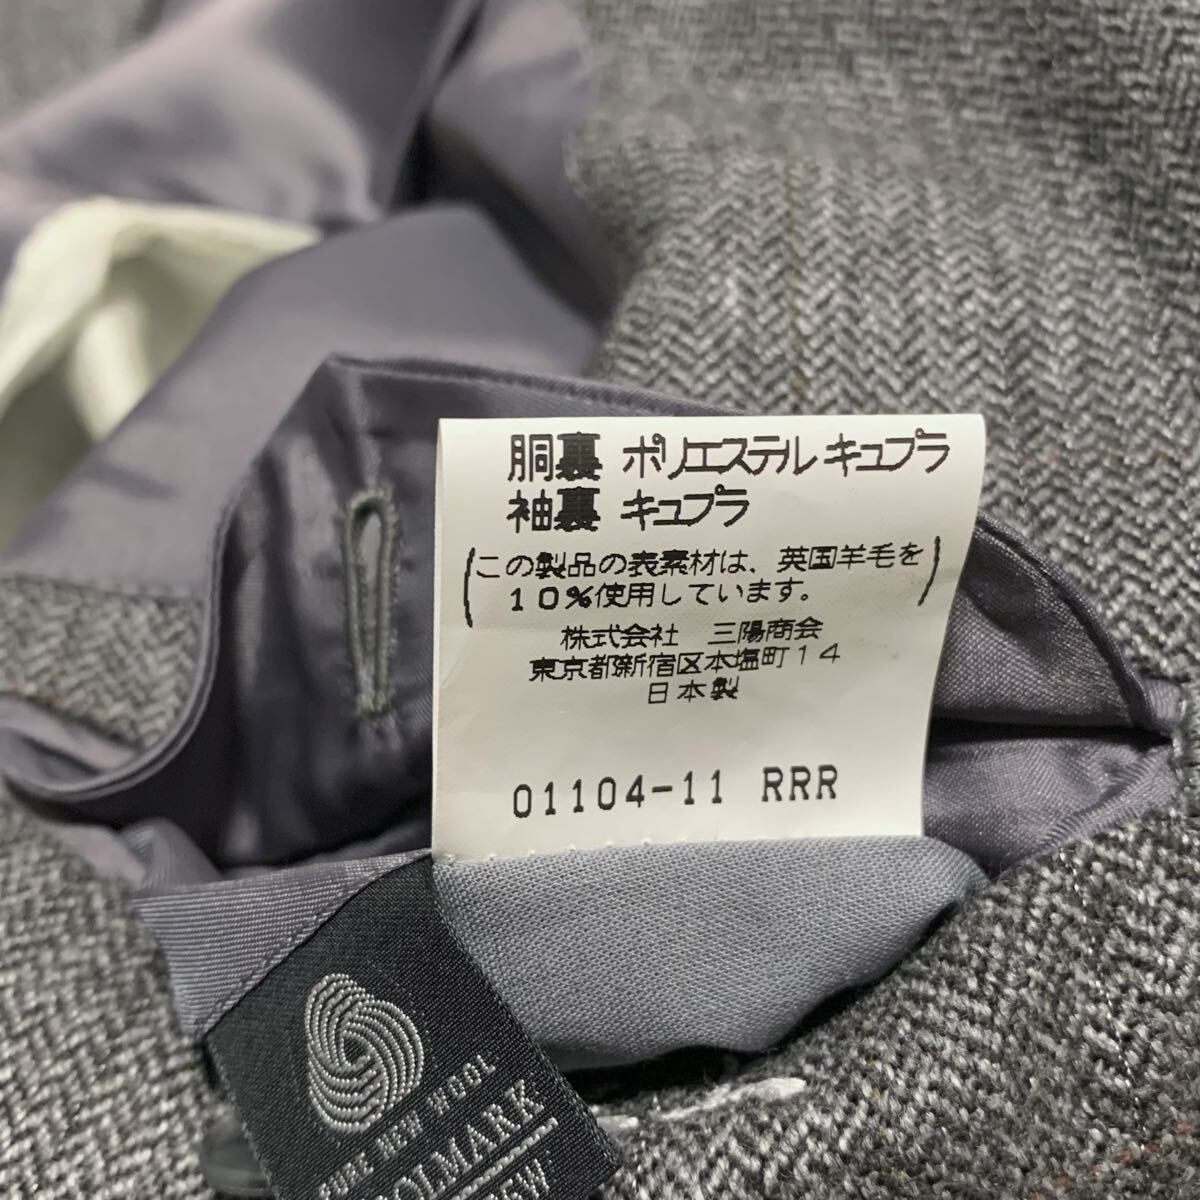 胴裏 ポリエステル キュプラ
袖裏 キュプラ
(この製品の表素材は、英国羊毛を
10%使用しています。)
株式会社 三陽商会
東京都新宿区本塩町14
日本製
01104-11 RRR
PURE NEW WOOL